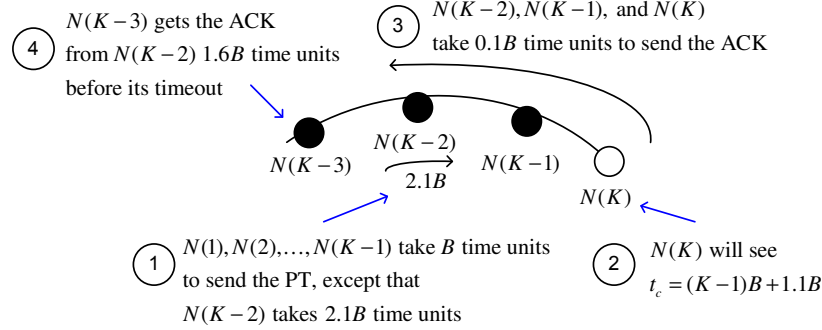 4
N(K−3) gets the ACK
from N(K−2) 1.6B time units
before its timeout
3
N(K−2), N(K−1), and N(K)
take 0.1B time units to send the ACK
N(K−3)
N(K−2)
2.1B
N(K−1)
N(K)
1
N(1), N(2),…, N(K−1) take B time units
to send the PT, except that
N(K−2) takes 2.1B time units
2
N(K) will see
t_c = (K−1)B+1.1B